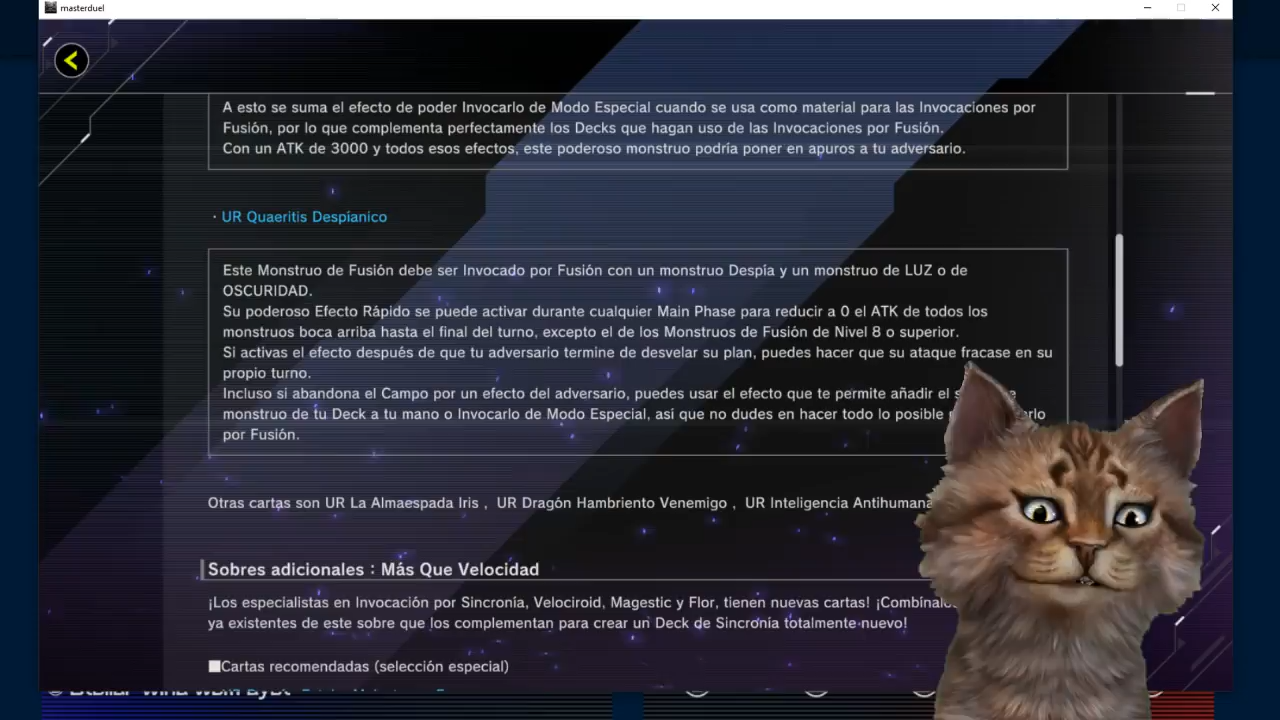 masterduel
A esto se suma el efecto de poder Invocarlo de Modo Especial cuando se usa como material para las Invocaciones por
Fusión, por lo que complementa perfectamente los Decks que hagan uso de las Invocaciones por Fusión.
Con un ATK de 3000 y todos esos efectos, este poderoso monstruo podría poner en apuros a tu adversario.
· UR Quaeritis Despianico
Este Monstruo de Fusión debe ser Invocado por Fusión con un monstruo Despía y un monstruo de LUZ o de
OSCURIDAD.
Su poderoso Efecto Rápido se puede activar durante cualquier Main Phase para reducir a 0 el ATK de todos los
monstruos boca arriba hasta el final del turno, excepto el de los Monstruos de Fusión de Nivel 8 o superior.
Si activas el efecto después de que tu adversario termine de desvelar su plan, puedes hacer que su ataque fracase en su
propio turno.
Incluso si abandona el Campo por un efecto del adversario, puedes usar el efecto que te permite añadir el
monstruo de tu Deck a tu mano o Invocarlo de Modo Especial, así que no dudes en hacer todo lo posible
por Fusión.
Otras cartas son UR La Almaespada Iris , UR Dragón Hambriento Venemigo , UR Inteligencia Antihumana
Sobres adicionales : Más Que Velocidad
¡Los especialistas en Invocación por Sincronía, Velociroid, Magestic y Flor, tienen nuevas cartas!
ya existentes de este sobre que los complementan para crear un Deck de Sincronía totalmente nuevo!
■Cartas recomendadas (selección especial)